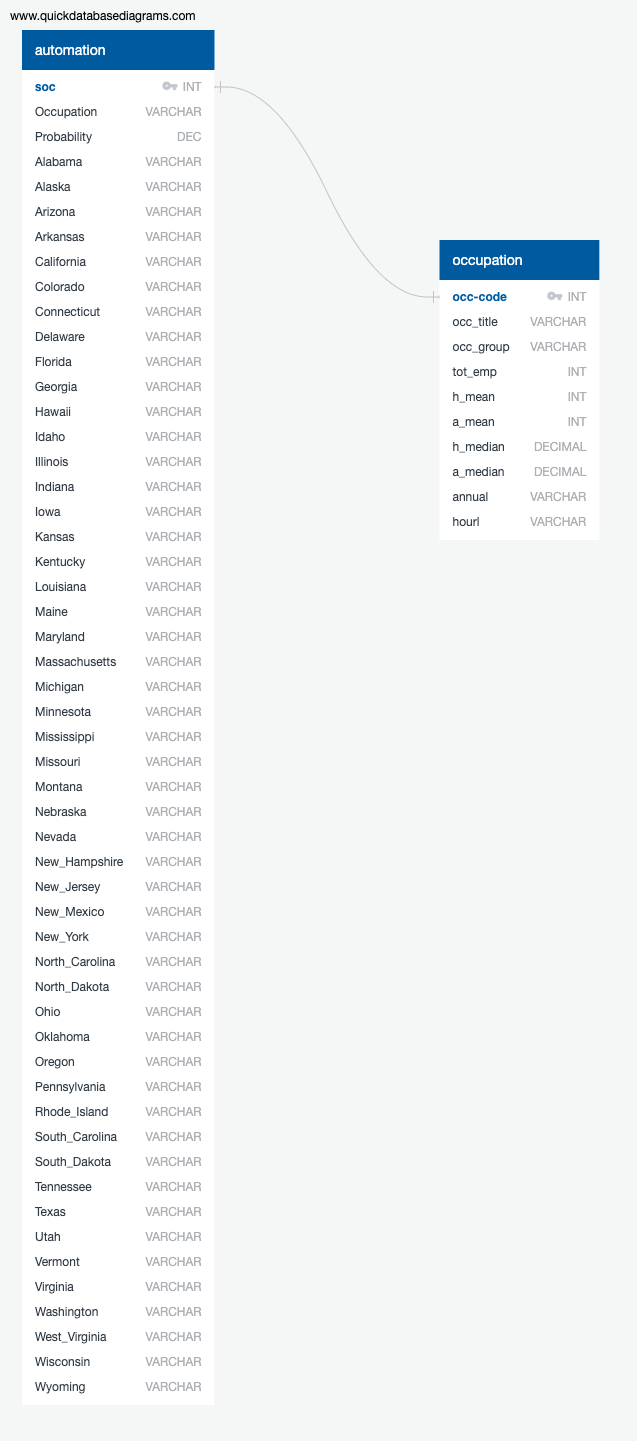 www.quickdatabasediagrams.com
automation
soc INT
Occupation VARCHAR
Probability DEC
Alabama VARCHAR
Alaska VARCHAR
Arizona VARCHAR
Arkansas VARCHAR
California VARCHAR
Colorado VARCHAR
Connecticut VARCHAR
Delaware VARCHAR
Florida VARCHAR
Georgia VARCHAR
Hawaii VARCHAR
Idaho VARCHAR
Illinois VARCHAR
Indiana VARCHAR
Iowa VARCHAR
Kansas VARCHAR
Kentucky VARCHAR
Louisiana VARCHAR
Maine VARCHAR
Maryland VARCHAR
Massachusetts VARCHAR
Michigan VARCHAR
Minnesota VARCHAR
Mississippi VARCHAR
Missouri VARCHAR
Montana VARCHAR
Nebraska VARCHAR
Nevada VARCHAR
New_Hampshire VARCHAR
New_Jersey VARCHAR
New_Mexico VARCHAR
New_York VARCHAR
North_Carolina VARCHAR
North_Dakota VARCHAR
Ohio VARCHAR
Oklahoma VARCHAR
Oregon VARCHAR
Pennsylvania VARCHAR
Rhode_Island VARCHAR
South_Carolina VARCHAR
South_Dakota VARCHAR
Tennessee VARCHAR
Texas VARCHAR
Utah VARCHAR
Vermont VARCHAR
Virginia VARCHAR
Washington VARCHAR
West_Virginia VARCHAR
Wisconsin VARCHAR
Wyoming VARCHAR
occupation
occ-code INT
occ_title VARCHAR
occ_group VARCHAR
tot_emp INT
h_mean INT
a_mean INT
h_median DECIMAL
a_median DECIMAL
annual VARCHAR
hourl VARCHAR